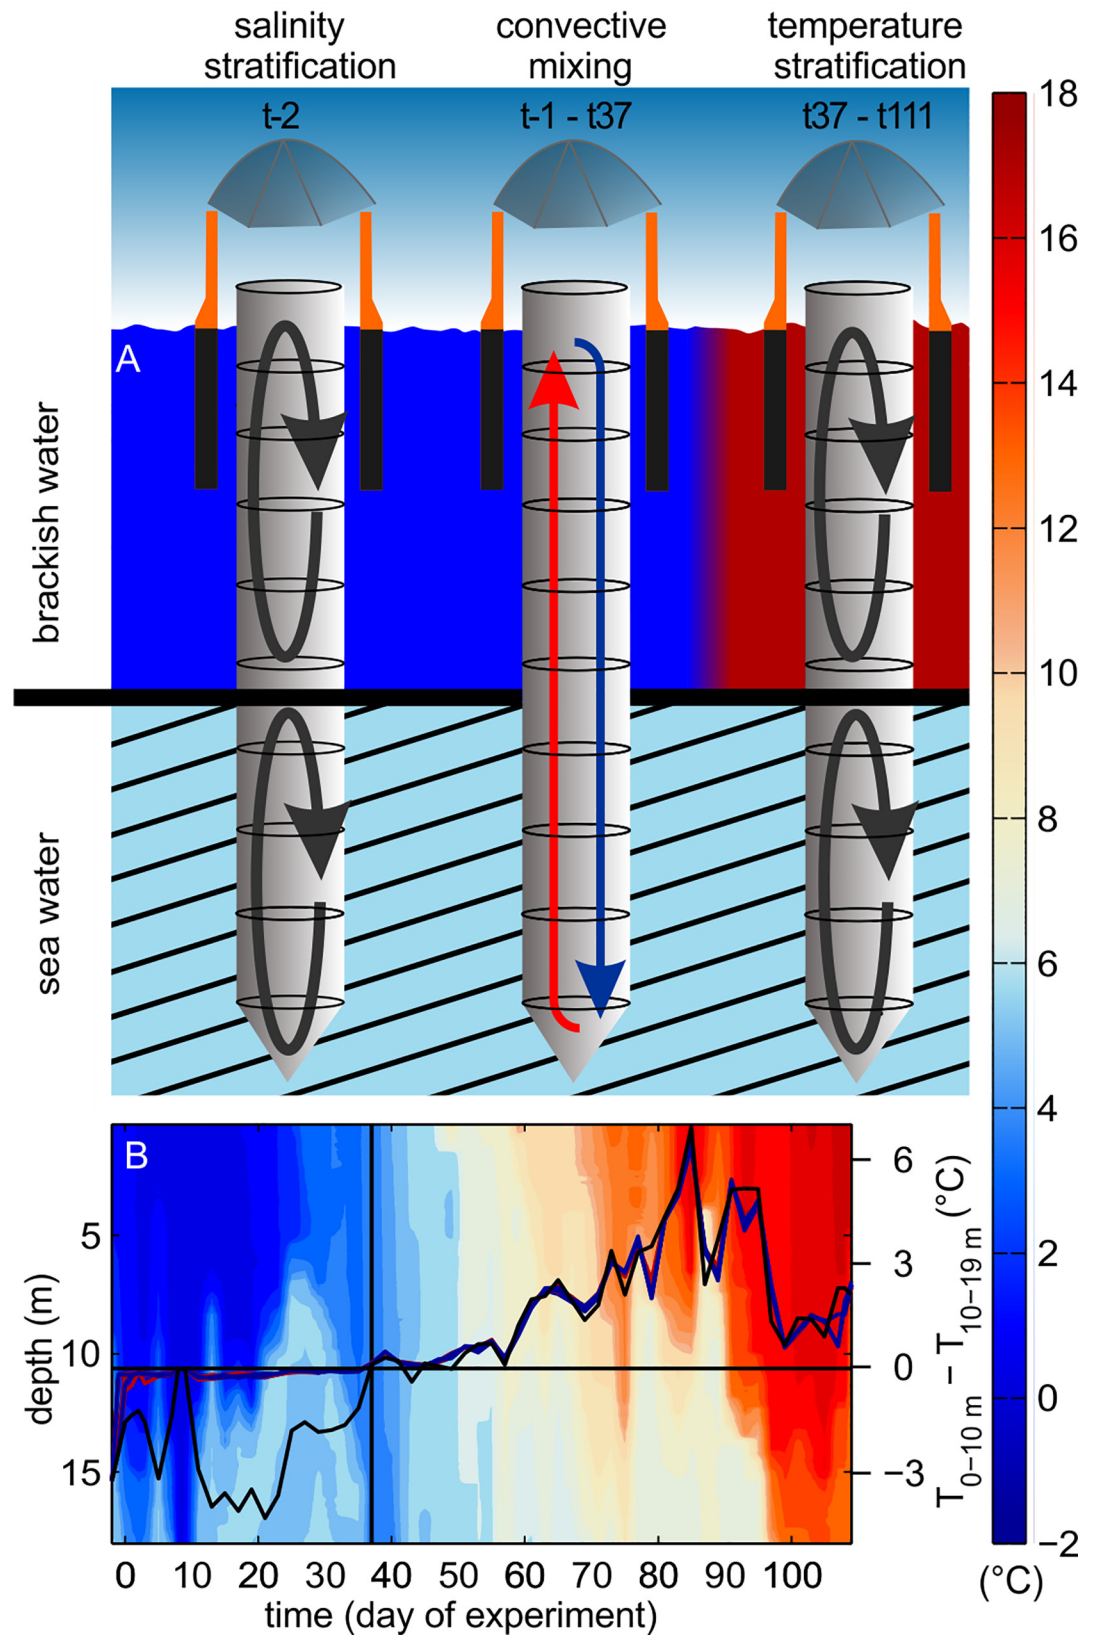 salinity
stratification
convective
mixing
temperature
stratification
t-2
t-1 - t37
t37 - t111
A
brackish water
sea water
18
16
14
12
10
8
6
4
2
0
−2
(°C)
B
depth (m)
5
10
15
6
3
0
−3
T0−10 m − T10−19 m (°C)
0 10 20 30 40 50 60 70 80 90 100
time (day of experiment)